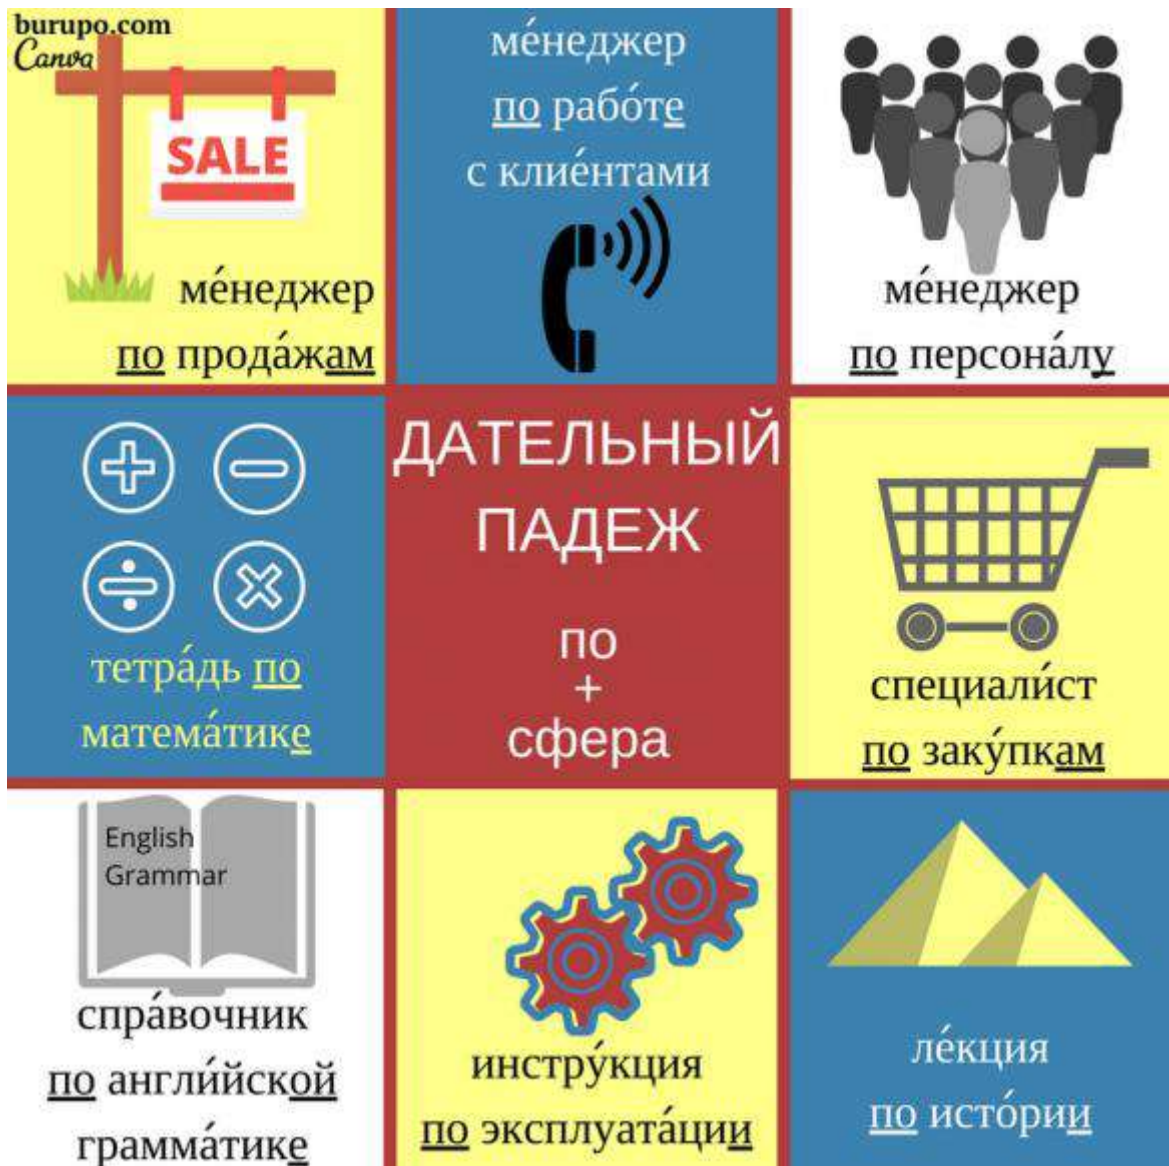 burupo.com
Canva
SALE
ме́неджер
по прода́жам
ме́неджер
по рабо́те
с клие́нтами
ме́неджер
по персона́лу
тетра́дь по
матема́тике
ДАТЕЛЬНЫЙ
ПАДЕЖ
по
+
сфера
специали́ст
по заку́пкам
English
Grammar
спра́вочник
по англи́йской
грамма́тике
инстру́кция
по эксплуата́ции
ле́кция
по исто́рии